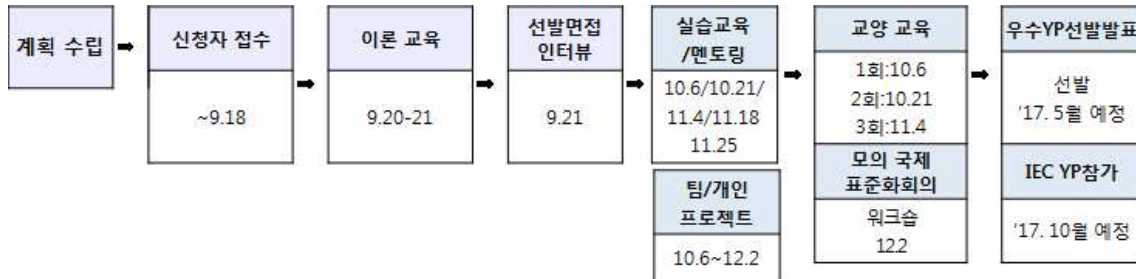 계획 수립
신청자 접수
~9.18
이론 교육
9.20-21
선발면접
인터뷰
9.21
실습교육
/멘토링
10.6/10.21/
11.4/11.18
11.25
팀/개인
프로젝트
10.6~12.2
교양 교육
1회:10.6
2회:10.21
3회:11.4
모의 국제
표준화회의
워크숍
12.2
우수YP선발발표
선발
'17. 5월 예정
IEC YP참가
'17. 10월 예정